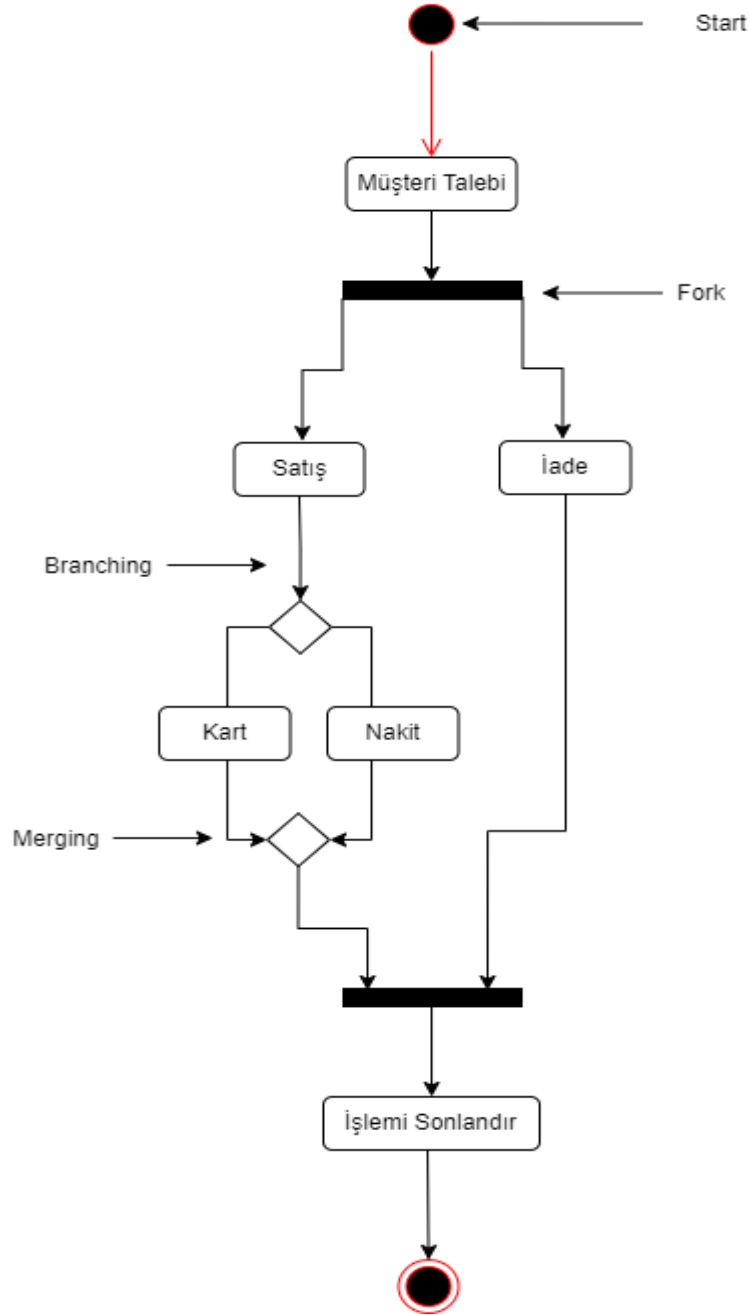 Start
Müşteri Talebi
Fork
Satış
İade
Branching
Kart
Nakit
Merging
İşlemi Sonlandır